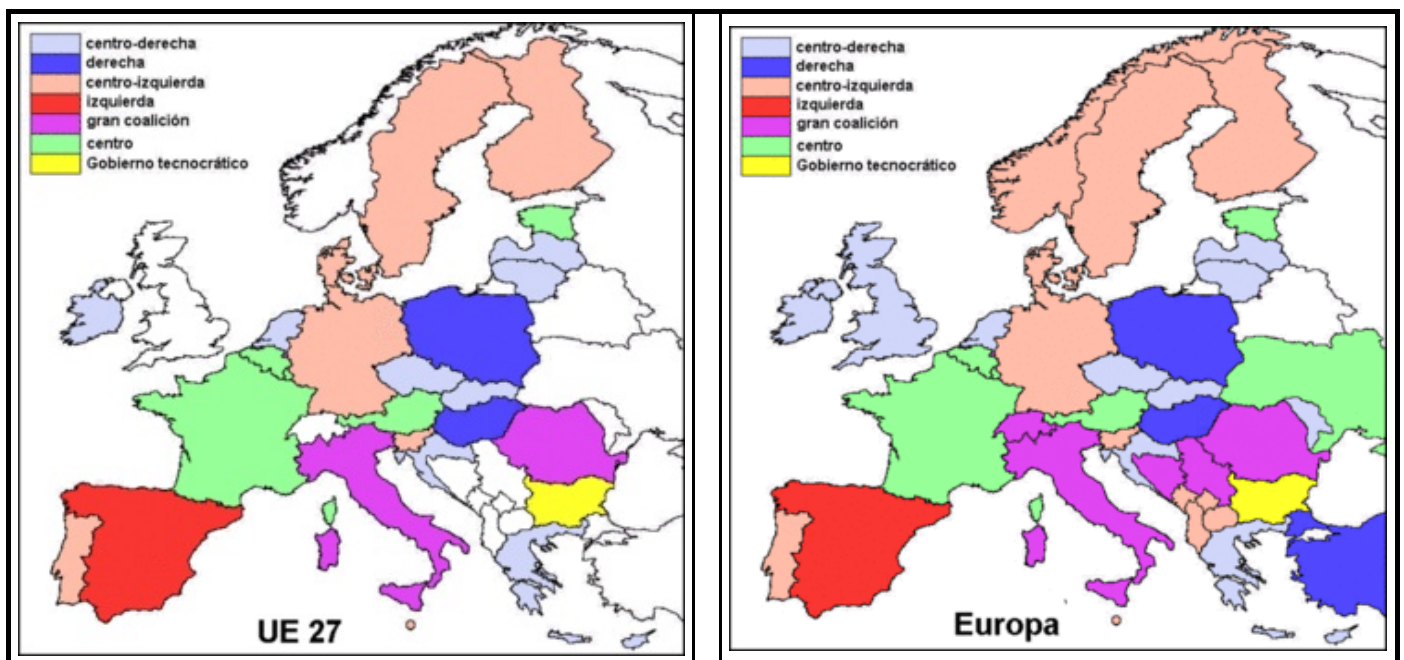 centro-derecha
derecha
centro-izquierda
izquierda
gran coalición
centro
Gobierno tecnocrático
UE 27
centro-derecha
derecha
centro-izquierda
izquierda
gran coalición
centro
Gobierno tecnocrático
Europa